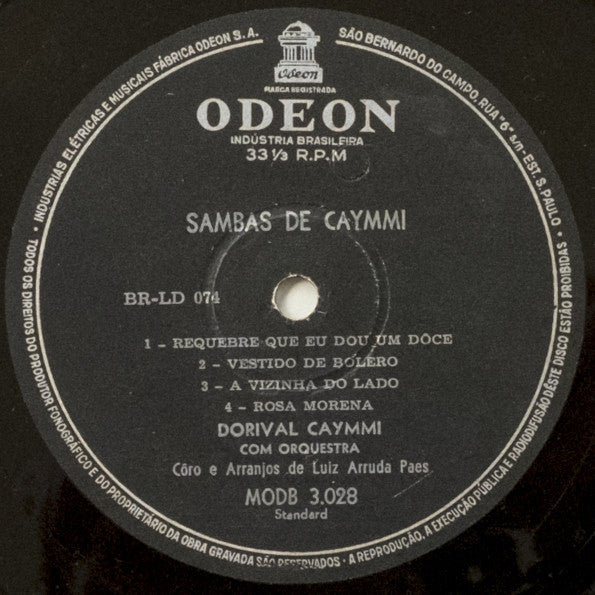 INDUSTRIAS ELÉTRICAS E MUSICAIS FÁBRICA ODEON S. A. · SÃO BERNARDO DO CAMPO, RUA "6" s/n - EST. S. PAULO ·
Odeon
MARCA REGISTRADA
ODEON
INDÚSTRIA BRASILEIRA
33 1/3 R.P.M
SAMBAS DE CAYMMI
BR-LD 074
1 - REQUEBRE QUE EU DOU UM DÔCE
2 - VESTIDO DE BOLERO
3 - A VIZINHA DO LADO
4 - ROSA MORENA
DORIVAL CAYMMI
COM ORQUESTRA
Côro e Arranjos de Luiz Arruda Paes
MODB 3.028
Standard
TODOS OS DIREITOS DO PRODUTOR FONOGRÁFICO E DO PROPRIETÁRIO DA OBRA GRAVADA SÃO RESERVADOS · A REPRODUÇÃO, A EXECUÇÃO PÚBLICA E RADIODIFUSÃO DÊSTE DISCO ESTÃO PROIBIDAS